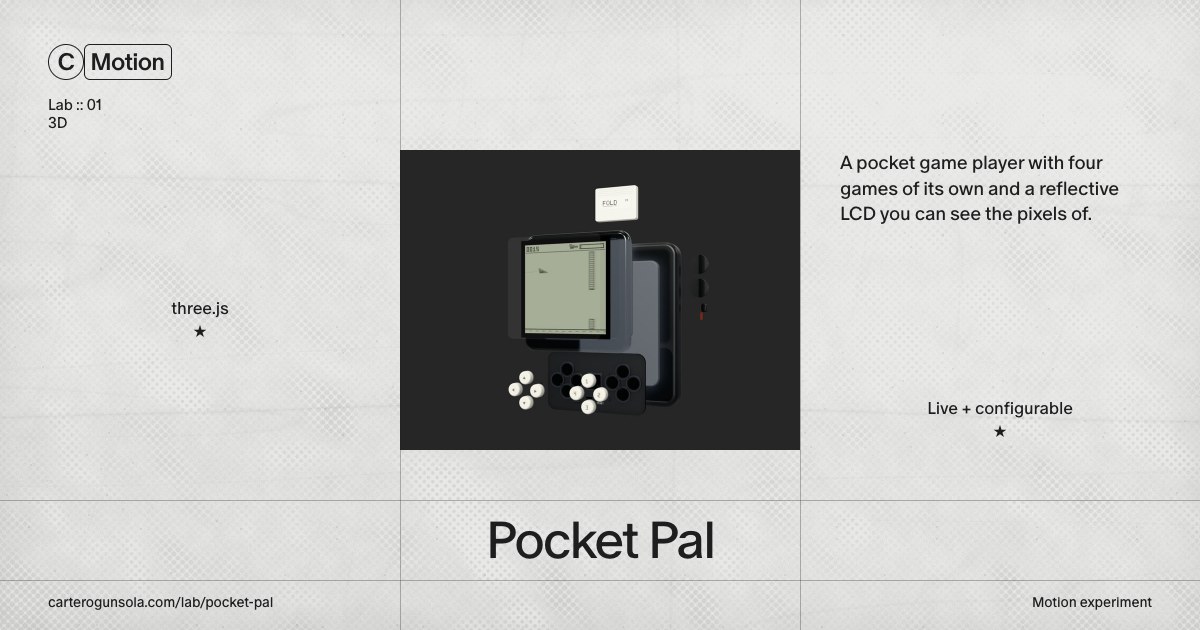 C Motion
Lab :: 01
3D
A pocket game player with four
games of its own and a reflective
LCD you can see the pixels of.
FOLD
three.js
Live + configurable
Pocket Pal
carterogunsola.com/lab/pocket-pal
Motion experiment